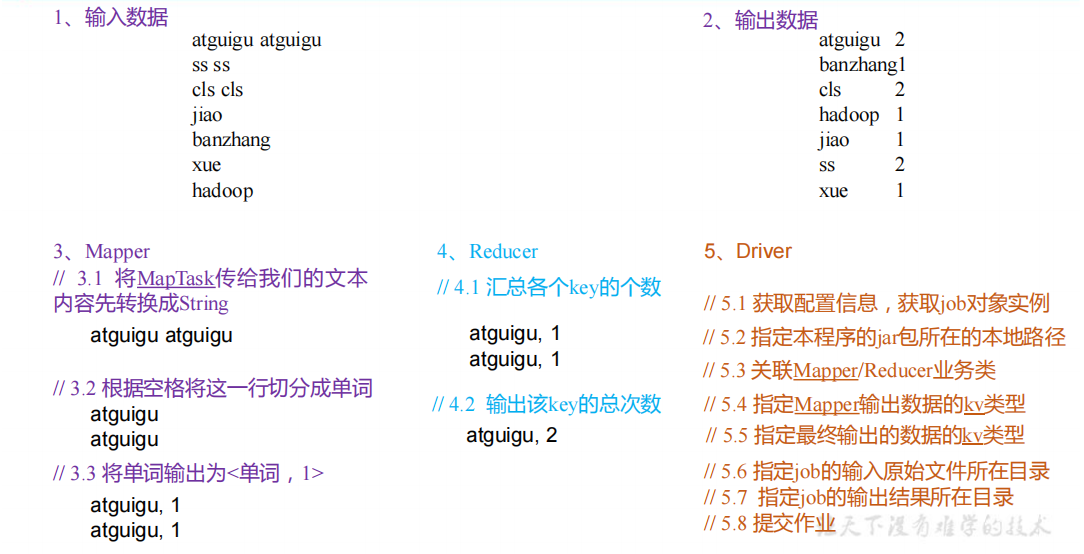 1、输入数据
atguigu atguigu
ss ss
cls cls
jiao
banzhang
xue
hadoop
2、输出数据
atguigu 2
banzhang1
cls 2
hadoop 1
jiao 1
ss 2
xue 1
3、Mapper
// 3.1 将MapTask传给我们的文本
内容先转换成String
atguigu atguigu
// 3.2 根据空格将这一行切分成单词
atguigu
atguigu
// 3.3 将单词输出为<单词，1>
atguigu, 1
atguigu, 1
4、Reducer
// 4.1 汇总各个key的个数
atguigu, 1
atguigu, 1
// 4.2 输出该key的总次数
atguigu, 2
5、Driver
// 5.1 获取配置信息，获取job对象实例
// 5.2 指定本程序的jar包所在的本地路径
// 5.3 关联Mapper/Reducer业务类
// 5.4 指定Mapper输出数据的kv类型
// 5.5 指定最终输出的数据的kv类型
// 5.6 指定job的输入原始文件所在目录
// 5.7 指定job的输出结果所在目录
// 5.8 提交作业
天下没有难学的技术